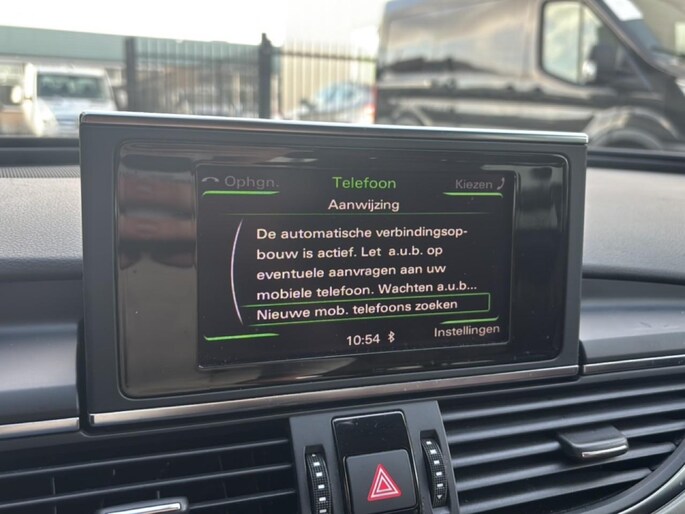 Ophgn. Telefoon Kiezen
Aanwijzing
De automatische verbindingsop-
bouw is actief. Let a.u.b. op
eventuele aanvragen aan uw
mobiele telefoon. Wachten a.u.b...
Nieuwe mob. telefoons zoeken
10:54 Instellingen